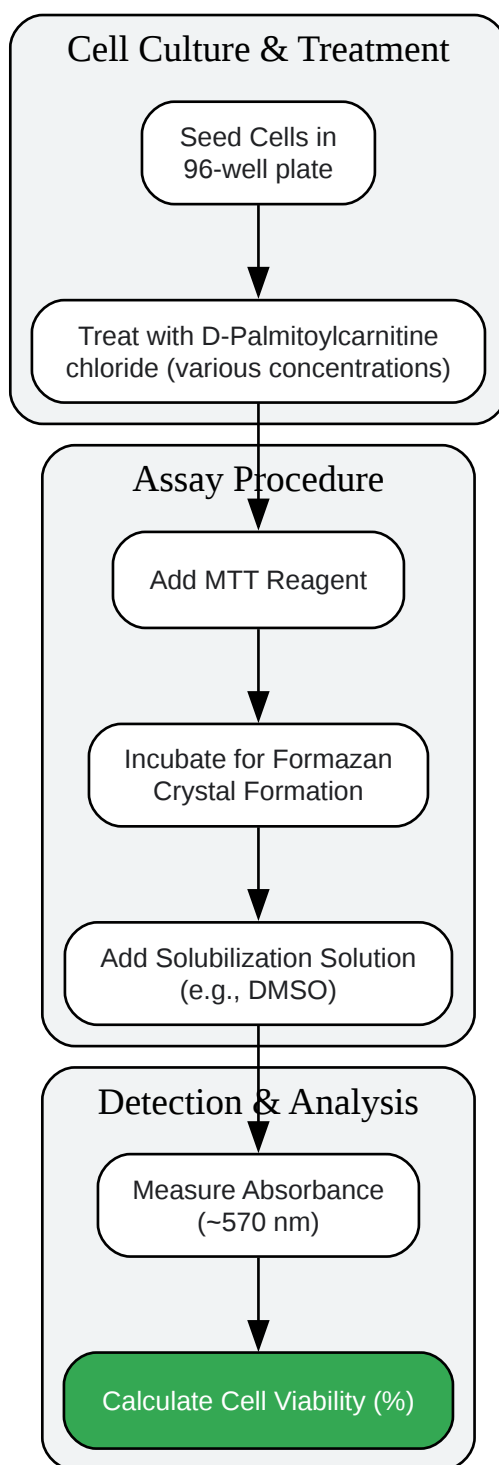 Cell Culture & Treatment
Seed Cells in
96-well plate
Treat with D-Palmitoylcarnitine
chloride (various concentrations)
Assay Procedure
Add MTT Reagent
Incubate for Formazan
Crystal Formation
Add Solubilization Solution
(e.g., DMSO)
Detection & Analysis
Measure Absorbance
(~570 nm)
Calculate Cell Viability (%)